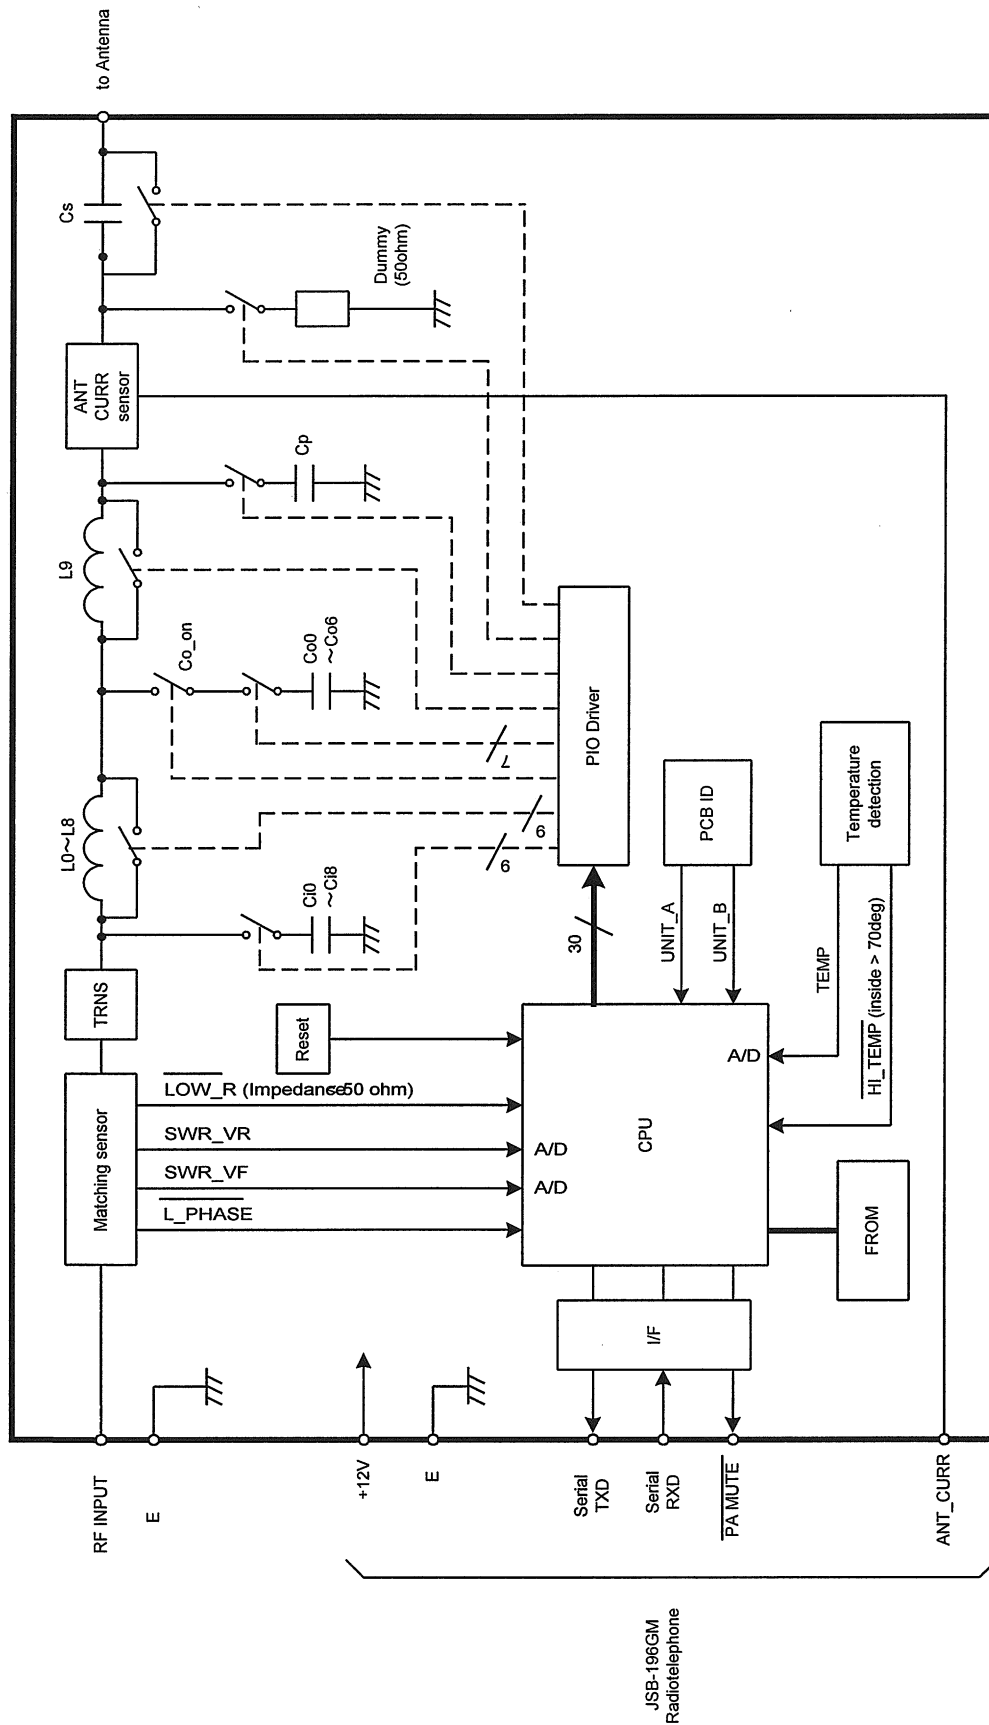 RF INPUT
E
Matching sensor
TRNS
L0~L8
L9
ANT
CURR
sensor
Cs
to Antenna
LOW_R (Impedance<50 ohm)
SWR_VR
SWR_VF
L_PHASE
Ci0
~Ci8
Co_on
Co0
~Co6
Cp
Dummy
(50ohm)
Reset
9
9
7
+12V
E
A/D
A/D
CPU
A/D
30
PIO Driver
I/F
Serial
TXD
Serial
RXD
PA MUTE
UNIT_A
UNIT_B
PCB ID
FROM
TEMP
HI_TEMP (inside > 70deg)
Temperature
detection
ANT_CURR
JSB-196GM
Radiotelephone